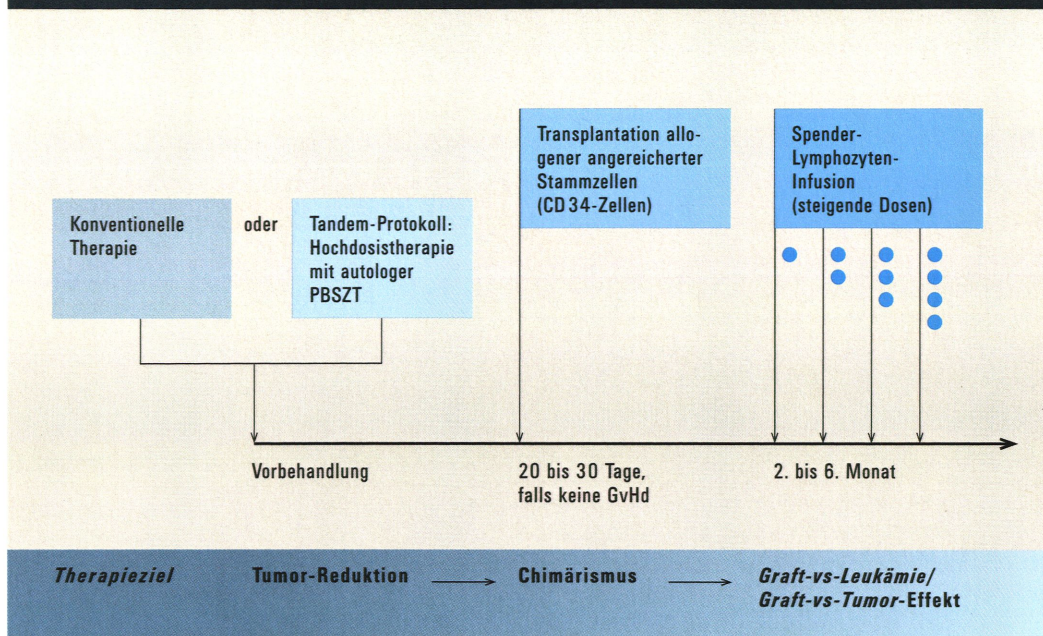 Konventionelle
Therapie
oder
Tandem-Protokoll:
Hochdosistherapie
mit autologer
PBSZT
Transplantation allo-
gener angereicherter
Stammzellen
(CD 34-Zellen)
Spender-
Lymphozyten-
Infusion
(steigende Dosen)
Vorbehandlung
20 bis 30 Tage,
falls keine GvHd
2. bis 6. Monat
Therapieziel
Tumor-Reduktion
Chimärismus
Graft-vs-Leukämie/
Graft-vs-Tumor-Effekt